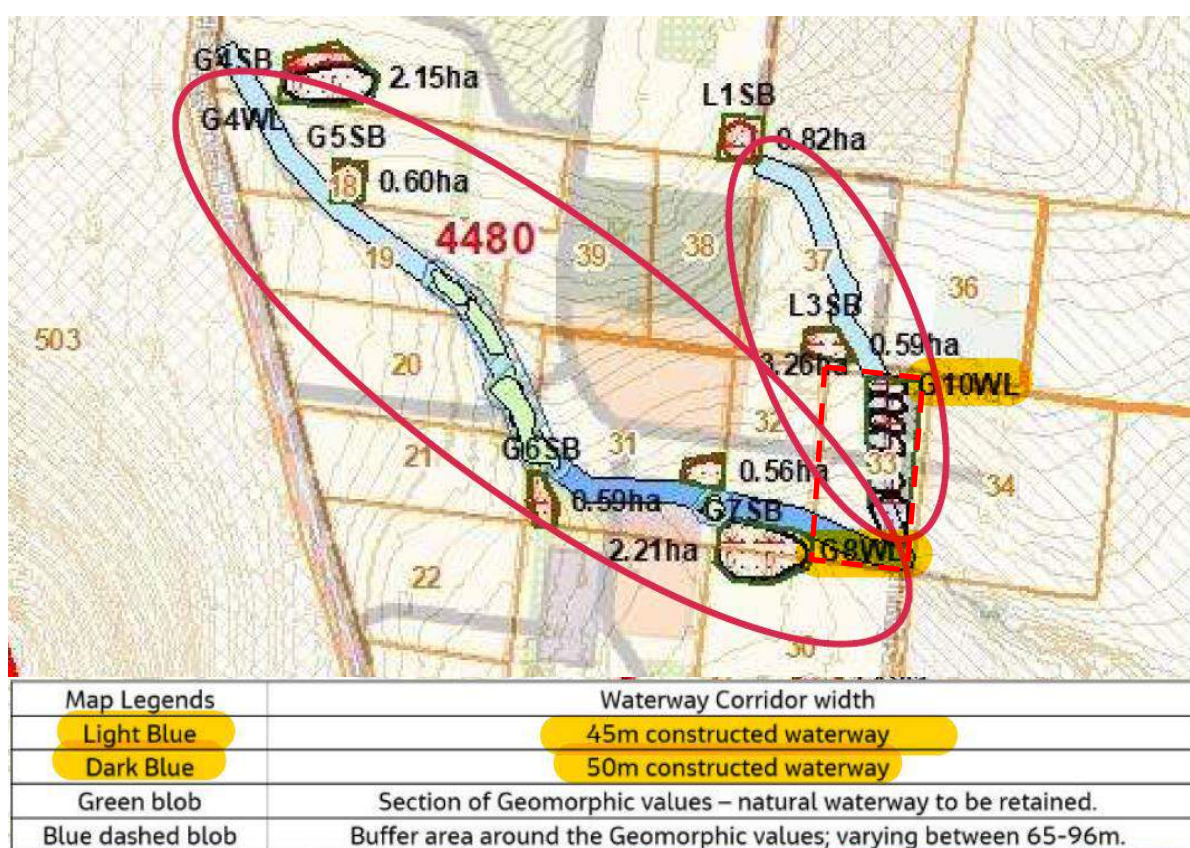 G4SB
2.15ha
G4WL
G5SB
L1SB
0.82ha
18
0.60ha
4480
19
39
38
37
36
L3SB
503
20
3.26ha
0.59ha
G10WL
32
21
G6SB
31
0.56ha
33
34
0.59ha
G7SB
2.21ha
G8WL
22
30
Map Legends Waterway Corridor width
Light Blue 45m constructed waterway
Dark Blue 50m constructed waterway
Green blob Section of Geomorphic values – natural waterway to be retained.
Blue dashed blob Buffer area around the Geomorphic values; varying between 65-96m.